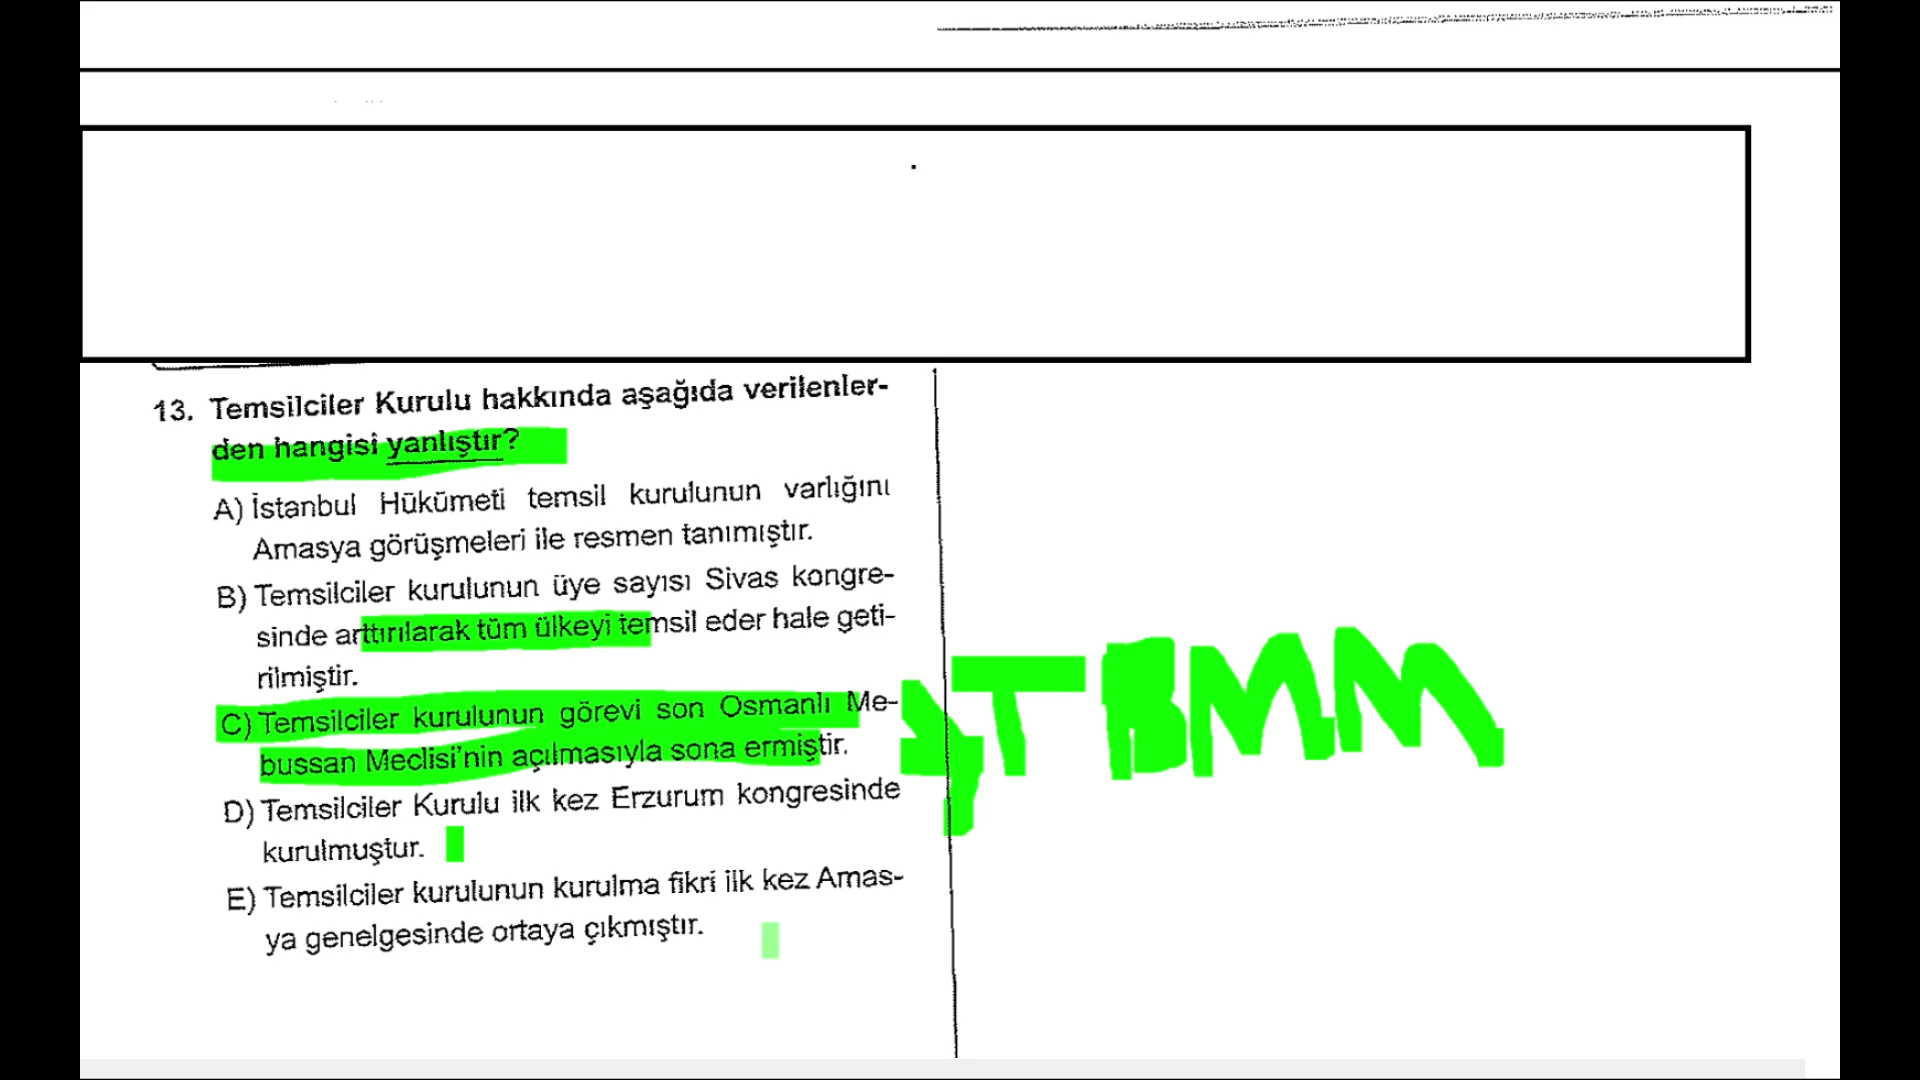 13. Temsilciler Kurulu hakkında aşağıda verilenler-
den hangisi yanlıştır?
A) İstanbul Hükümeti temsil kurulunun varlığını
Amasya görüşmeleri ile resmen tanımıştır.
B) Temsilciler kurulunun üye sayısı Sivas kongre-
sinde arttırılarak tüm ülkeyi temsil eder hale geti-
rilmiştir.
C) Temsilciler kurulunun görevi son Osmanlı Me-
bussan Meclisi'nin açılmasıyla sona ermiştir.
TBMM
D) Temsilciler Kurulu ilk kez Erzurum kongresinde
kurulmuştur.
E) Temsilciler kurulunun kurulma fikri ilk kez Amas-
ya genelgesinde ortaya çıkmıştır.